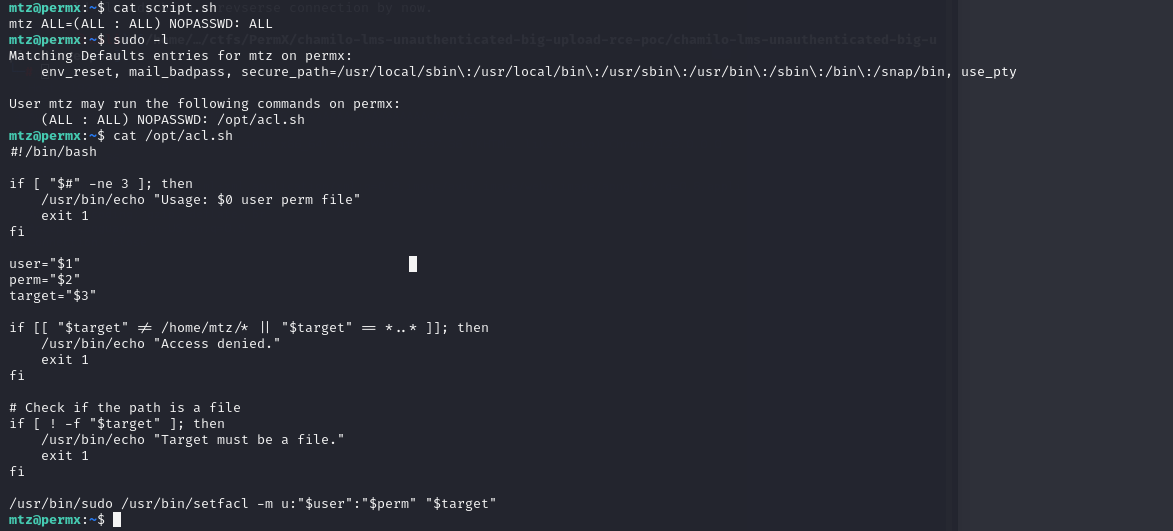 mtz@permx:~$ cat script.sh
mtz ALL=(ALL : ALL) NOPASSWD: ALL
mtz@permx:~$ sudo -l
Matching Defaults entries for mtz on permx:
    env_reset, mail_badpass, secure_path=/usr/local/sbin\:/usr/local/bin\:/usr/sbin\:/usr/bin\:/sbin\:/bin\:/snap/bin, use_pty
User mtz may run the following commands on permx:
    (ALL : ALL) NOPASSWD: /opt/acl.sh
mtz@permx:~$ cat /opt/acl.sh
#!/bin/bash
if [ "$#" -ne 3 ]; then
    /usr/bin/echo "Usage: $0 user perm file"
    exit 1
fi
user="$1"
perm="$2"
target="$3"
if [[ "$target" != /home/mtz/* || "$target" == *..* ]]; then
    /usr/bin/echo "Access denied."
    exit 1
fi
# Check if the path is a file
if [ ! -f "$target" ]; then
    /usr/bin/echo "Target must be a file."
    exit 1
fi
/usr/bin/sudo /usr/bin/setfacl -m u:"$user":"$perm" "$target"
mtz@permx:~$